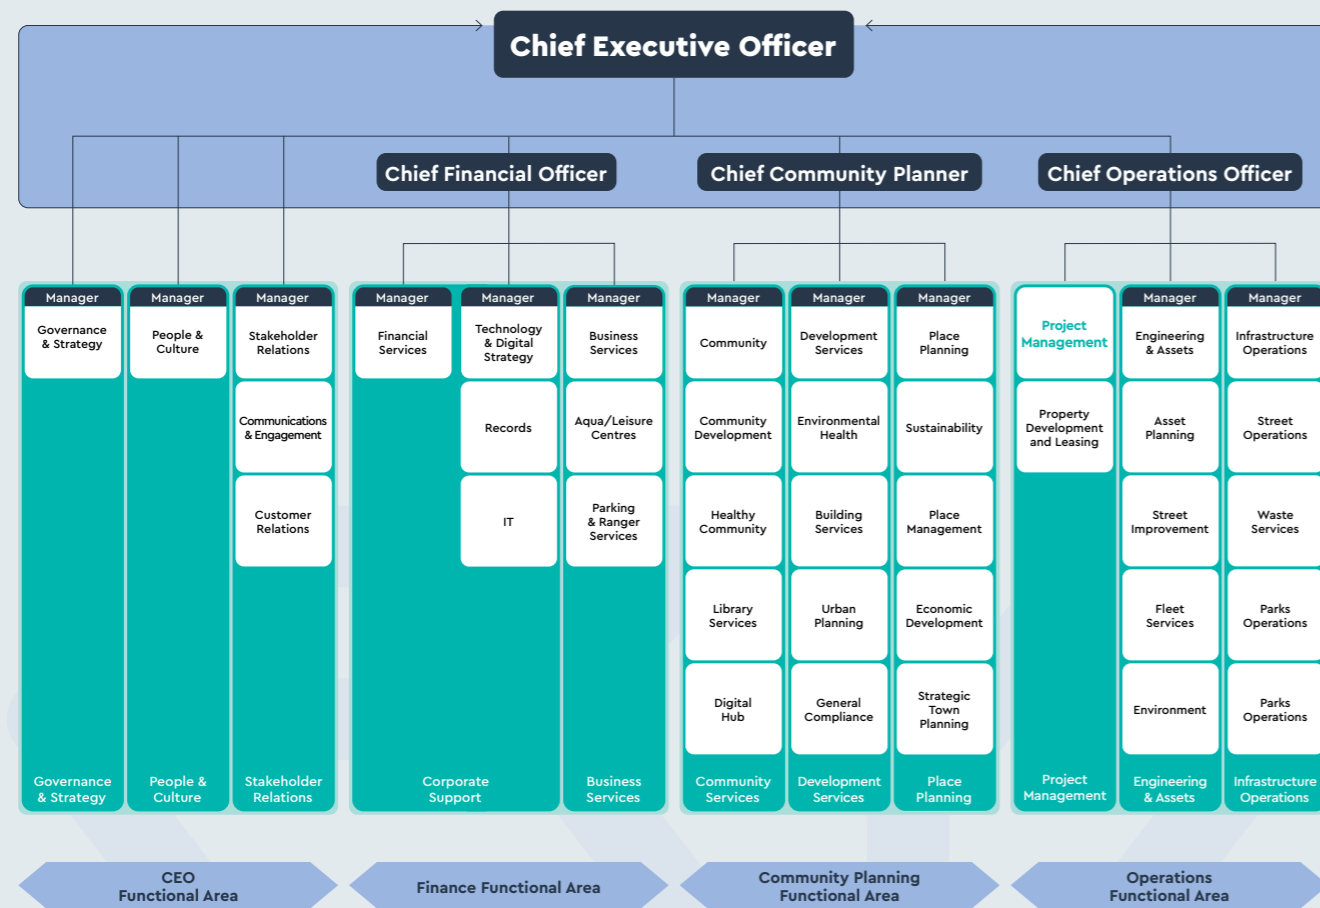 Chief Executive Officer
Chief Financial Officer
Chief Community Planner
Chief Operations Officer
Manager
Governance
& Strategy
Governance
& Strategy
Manager
People &
Culture
People &
Culture
Manager
Stakeholder
Relations
Communications
& Engagement
Customer
Relations
Stakeholder
Relations
Manager
Financial
Services
Manager
Technology
& Digital
Strategy
Records
IT
Corporate
Support
Manager
Business
Services
Aqua/Leisure
Centres
Parking
& Ranger
Services
Business
Services
Manager
Community
Community
Development
Healthy
Community
Library
Services
Digital
Hub
Community
Services
Manager
Development
Services
Environmental
Health
Building
Services
Urban
Planning
General
Compliance
Development
Services
Manager
Place
Planning
Sustainability
Place
Management
Economic
Development
Strategic
Town
Planning
Place
Planning
Project
Management
Property
Development
and Leasing
Project
Management
Manager
Engineering
& Assets
Asset
Planning
Street
Improvement
Fleet
Services
Environment
Engineering
& Assets
Manager
Infrastructure
Operations
Street
Operations
Waste
Services
Parks
Operations
Parks
Operations
Infrastructure
Operations
CEO
Functional Area
Finance Functional Area
Community Planning
Functional Area
Operations
Functional Area